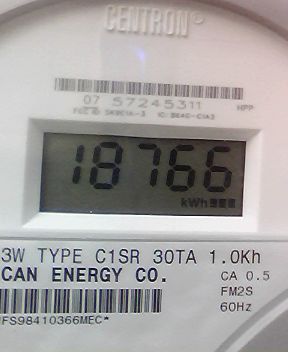 CENTRON®
07 57245311 HPP
18766
kWh
3W TYPE C1SR 30TA 1.0Kh
CAN ENERGY CO. CA 0.5
FM2S
60Hz
FS98410366MEC*